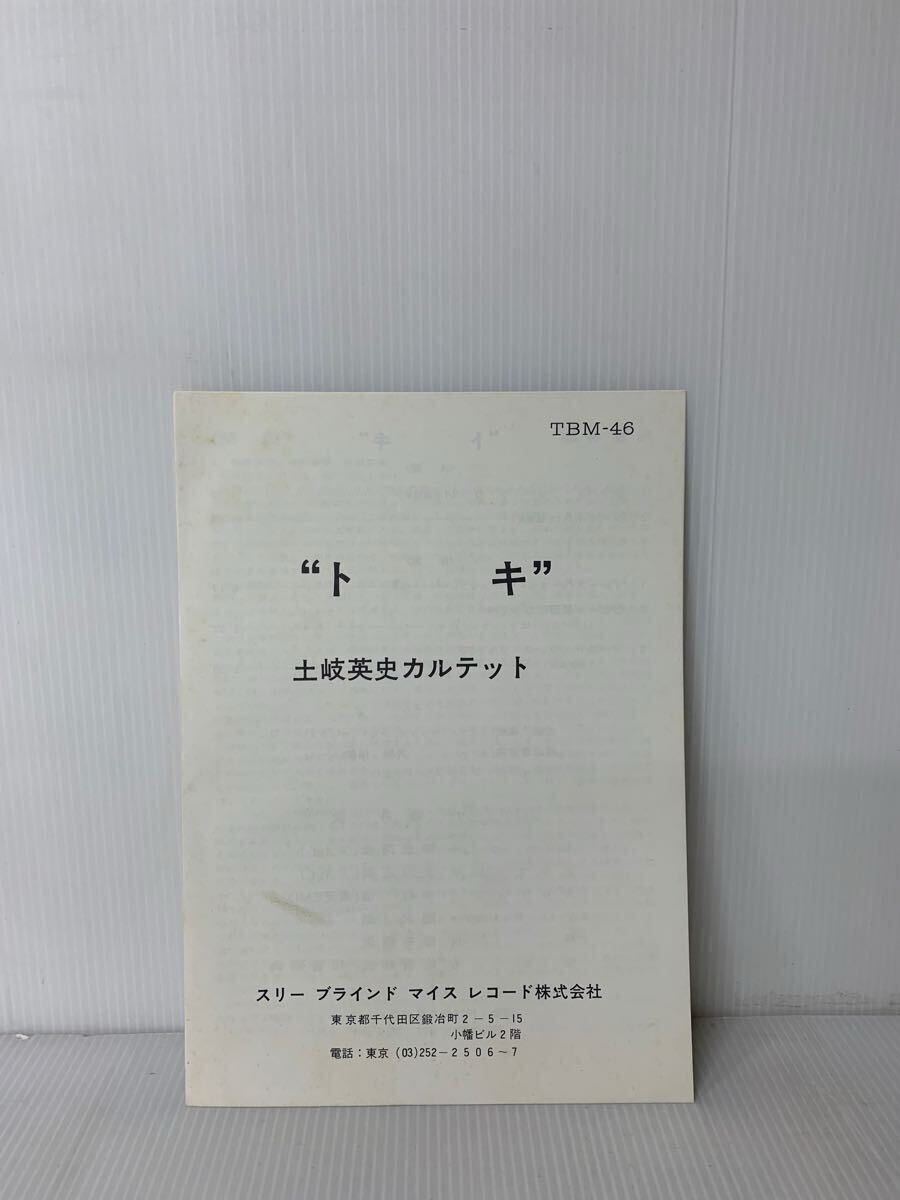 TBM-46
“ト　　　キ”
土岐英史カルテット
スリー ブラインド マイス レコード株式会社
東京都千代田区鍛冶町2－5－15
小幡ビル2階
電話：東京 (03)252－2506～7